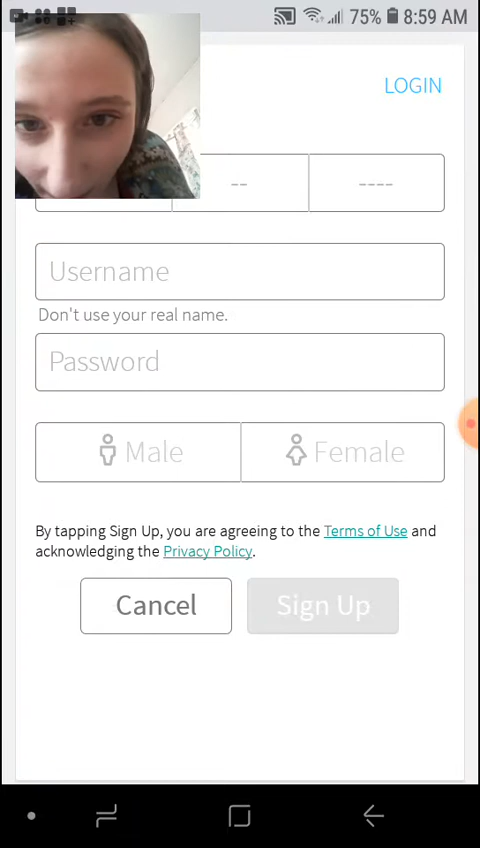 75% 8:59 AM
LOGIN
-- ----
Username
Don't use your real name.
Password
Male Female
By tapping Sign Up, you are agreeing to the Terms of Use and
acknowledging the Privacy Policy.
Cancel Sign Up